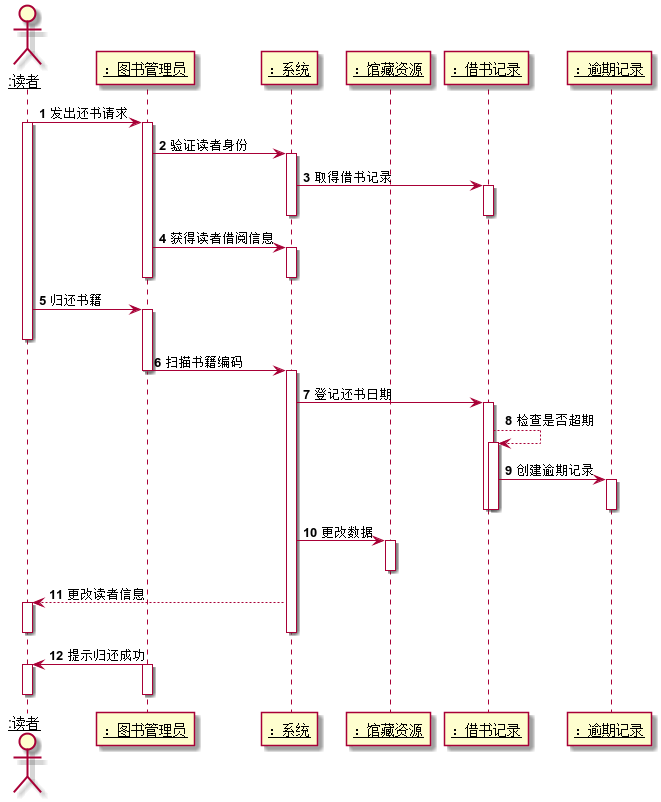 :读者
: 图书管理员
: 系统
: 馆藏资源
: 借书记录
: 逾期记录
1 发出还书请求
2 验证读者身份
3 取得借书记录
4 获得读者借阅信息
5 归还书籍
6 扫描书籍编码
7 登记还书日期
8 检查是否超期
9 创建逾期记录
10 更改数据
11 更改读者信息
12 提示归还成功
:读者
: 图书管理员
: 系统
: 馆藏资源
: 借书记录
: 逾期记录